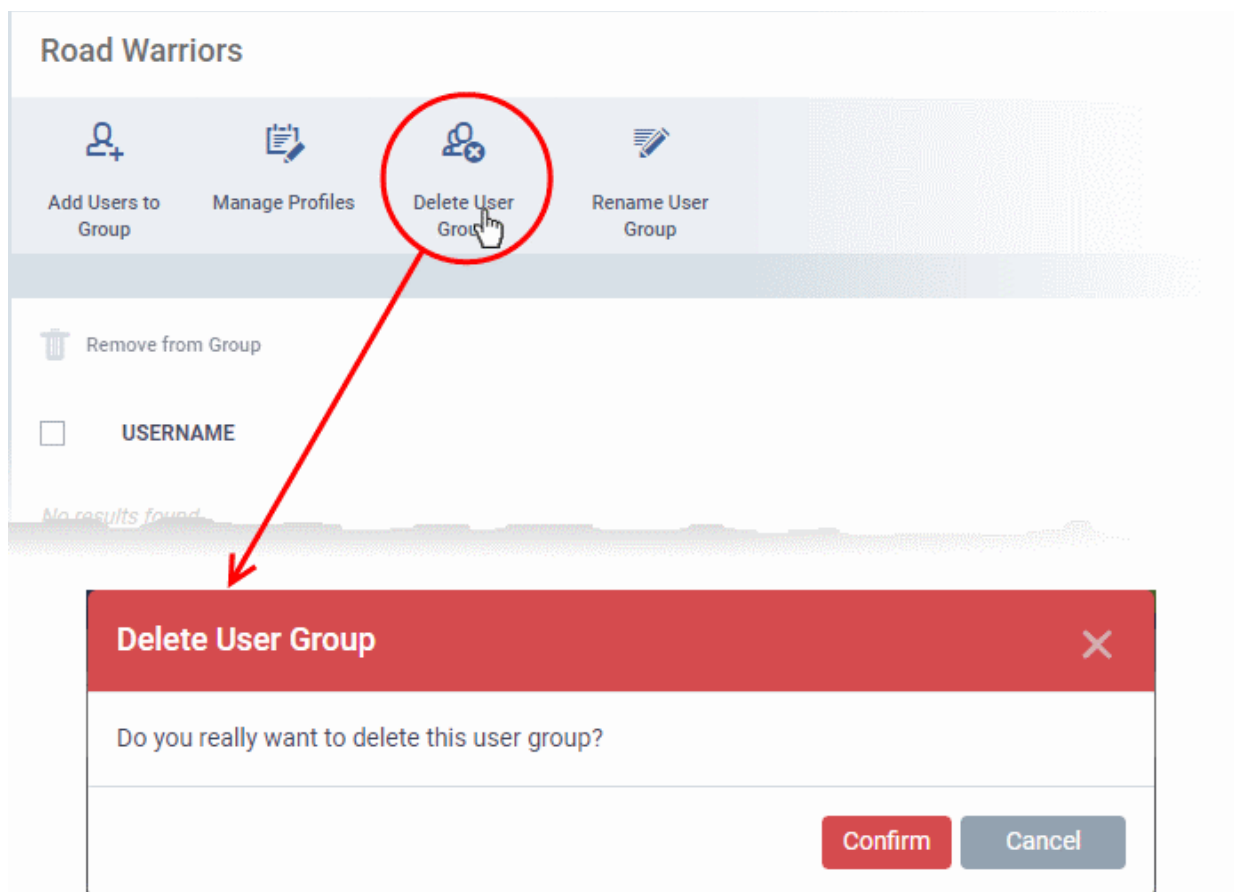 Road Warriors
Add Users to
Group
Manage Profiles
Delete User
Group
Rename User
Group
Remove from Group
USERNAME
No results found
Delete User Group
Do you really want to delete this user group?
Confirm
Cancel